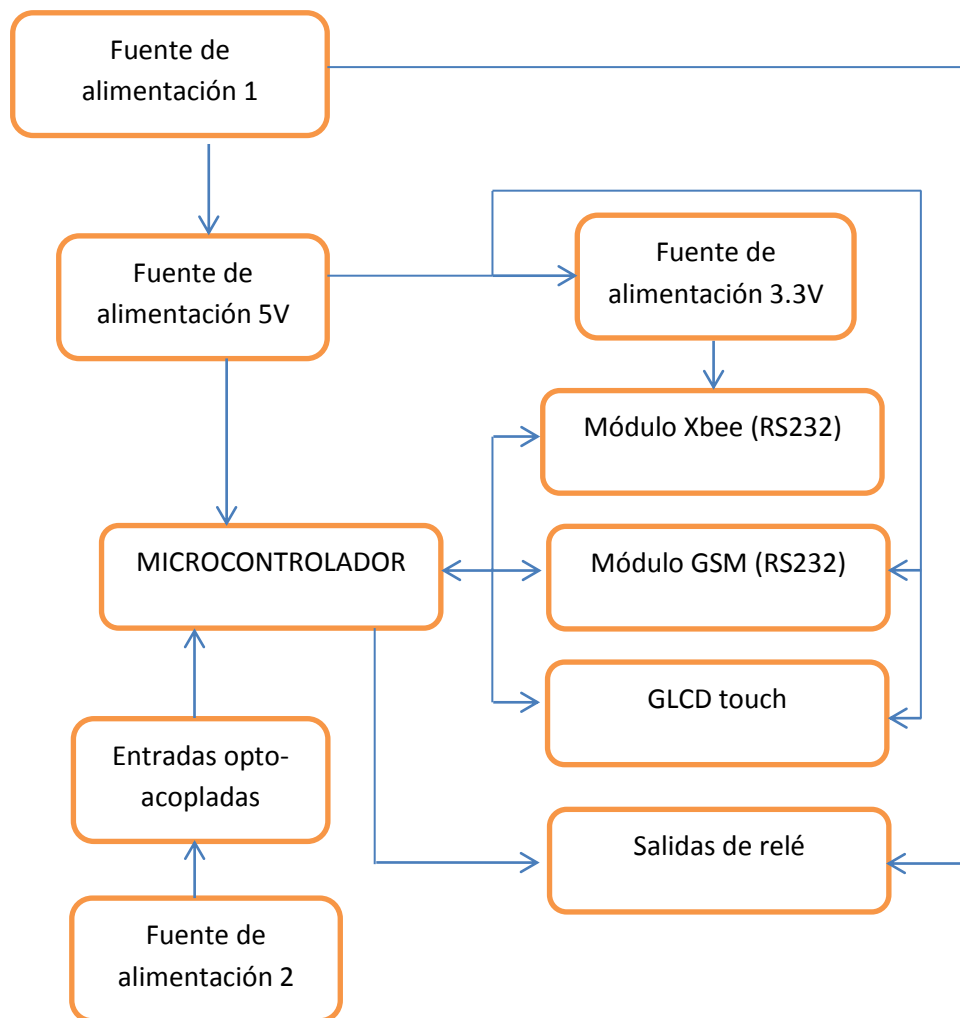 Fuente de
alimentación 1
Fuente de
alimentación 5V
Fuente de
alimentación 3.3V
Módulo Xbee (RS232)
MICROCONTROLADOR
Módulo GSM (RS232)
GLCD touch
Entradas opto-
acopladas
Salidas de relé
Fuente de
alimentación 2